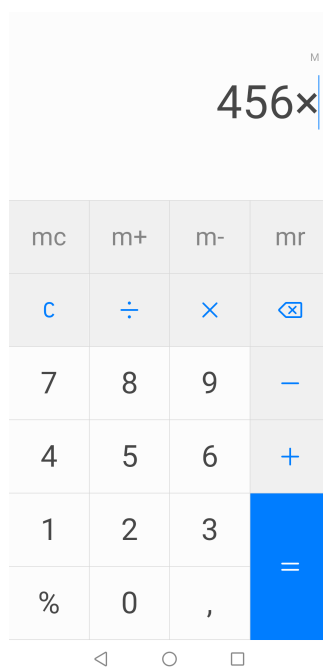 M
456×
mc m+ m- mr
C ÷ ×
7 8 9 −
4 5 6 +
1 2 3
% 0 , =